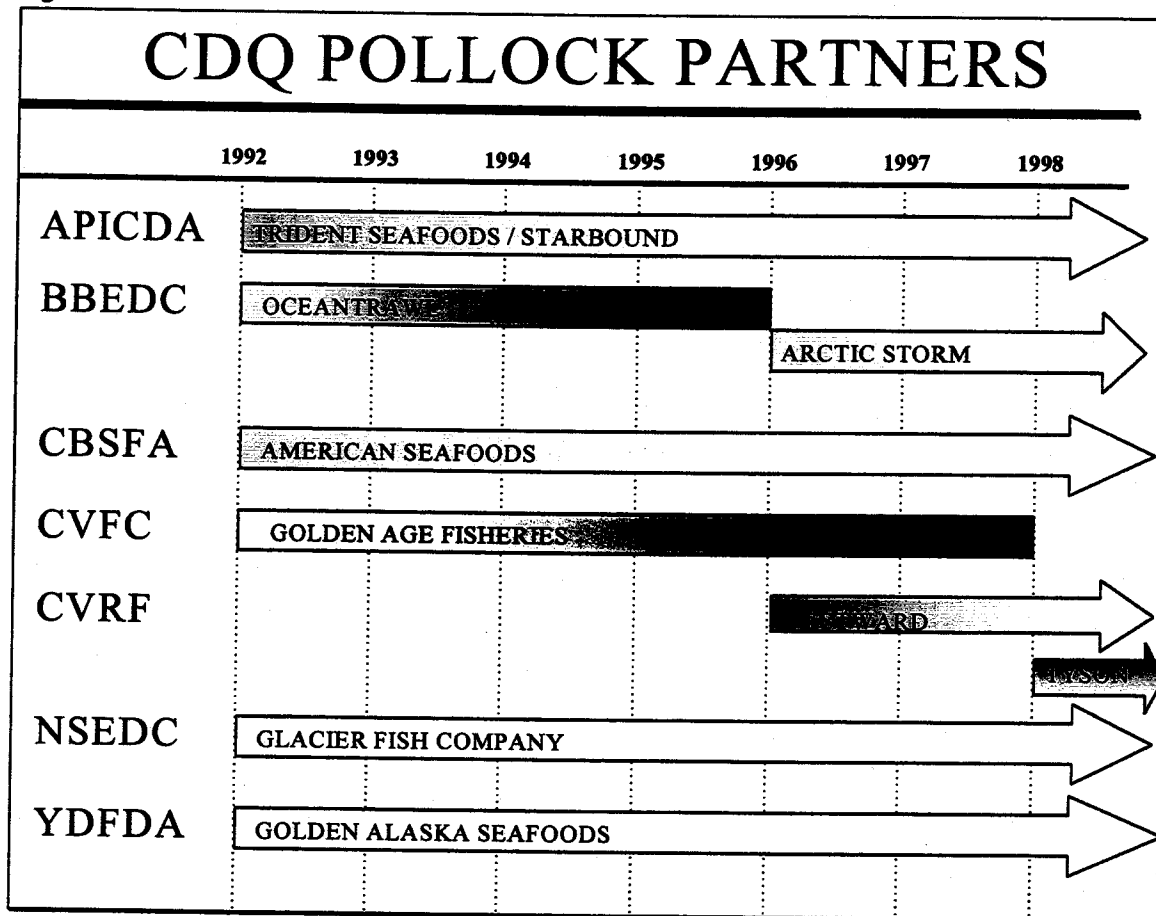 CDQ POLLOCK PARTNERS
1992 1993 1994 1995 1996 1997 1998
APICDA
TRIDENT SEAFOODS / STARBOUND
BBEDC
ARCTIC STORM
CBSFA
AMERICAN SEAFOODS
CVFC
GOLDEN AGE FISHERIES
CVRF
TYSON
NSEDC
GLACIER FISH COMPANY
YDFDA
GOLDEN ALASKA SEAFOODS